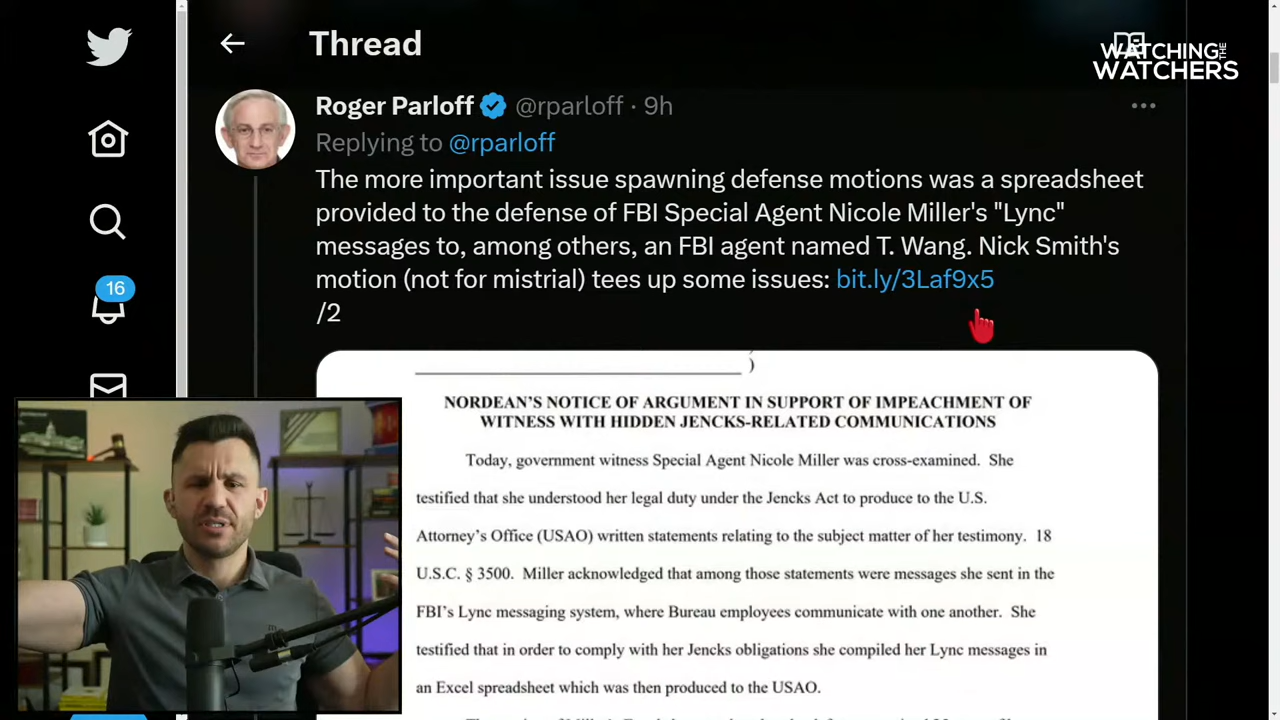 Thread
WATCHING THE
WATCHERS
Roger Parloff @rparloff · 9h
Replying to @rparloff
The more important issue spawning defense motions was a spreadsheet
provided to the defense of FBI Special Agent Nicole Miller's "Lync"
messages to, among others, an FBI agent named T. Wang. Nick Smith's
motion (not for mistrial) tees up some issues: bit.ly/3Laf9x5
/2
16
)
NORDEAN'S NOTICE OF ARGUMENT IN SUPPORT OF IMPEACHMENT OF
WITNESS WITH HIDDEN JENCKS-RELATED COMMUNICATIONS
Today, government witness Special Agent Nicole Miller was cross-examined. She
testified that she understood her legal duty under the Jencks Act to produce to the U.S.
Attorney's Office (USAO) written statements relating to the subject matter of her testimony. 18
U.S.C. § 3500. Miller acknowledged that among those statements were messages she sent in the
FBI's Lync messaging system, where Bureau employees communicate with one another. She
testified that in order to comply with her Jencks obligations she compiled her Lync messages in
an Excel spreadsheet which was then produced to the USAO.